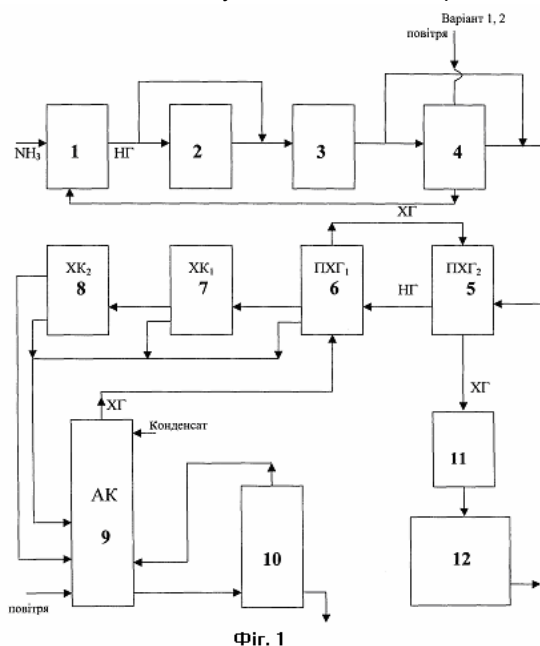 Варіант 1, 2
повітря
1
2
3
4
NH₃
НГ
ХГ
ХК₂
8
ХК₁
7
ПХГ₁
6
НГ
ПХГ₂
5
ХГ
ХГ
Конденсат
11
АК
9
10
12
повітря
Фіг. 1